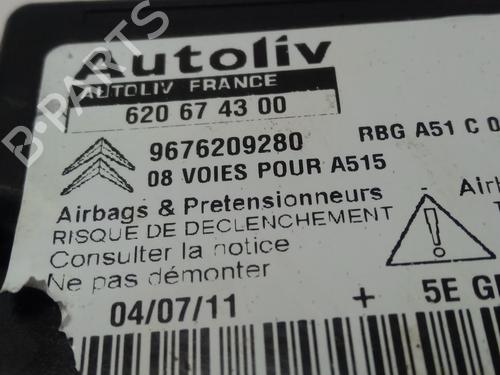 Autoliv
AUTOLIV FRANCE
620 67 43 00
9676209280
RBG A51 C
08 VOIES POUR A515
Airbags & Pretensionneurs
RISQUE DE DECLENCHEMENT
Consulter la notice
Ne pas démonter
04/07/11 + 5E
B-PARTS